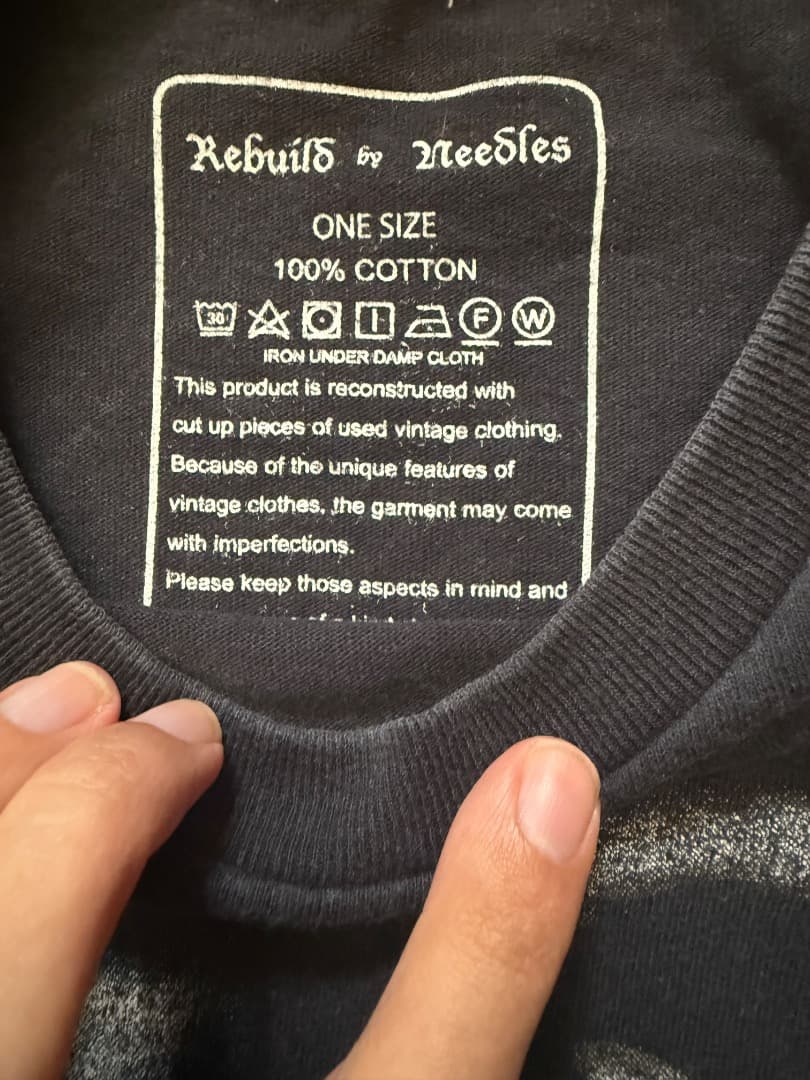 Rebuild by Needles
ONE SIZE
100% COTTON
30 F W
IRON UNDER DAMP CLOTH
This product is reconstructed with
cut up pieces of used vintage clothing.
Because of the unique features of
vintage clothes, the garment may come
with imperfections.
Please keep those aspects in mind and